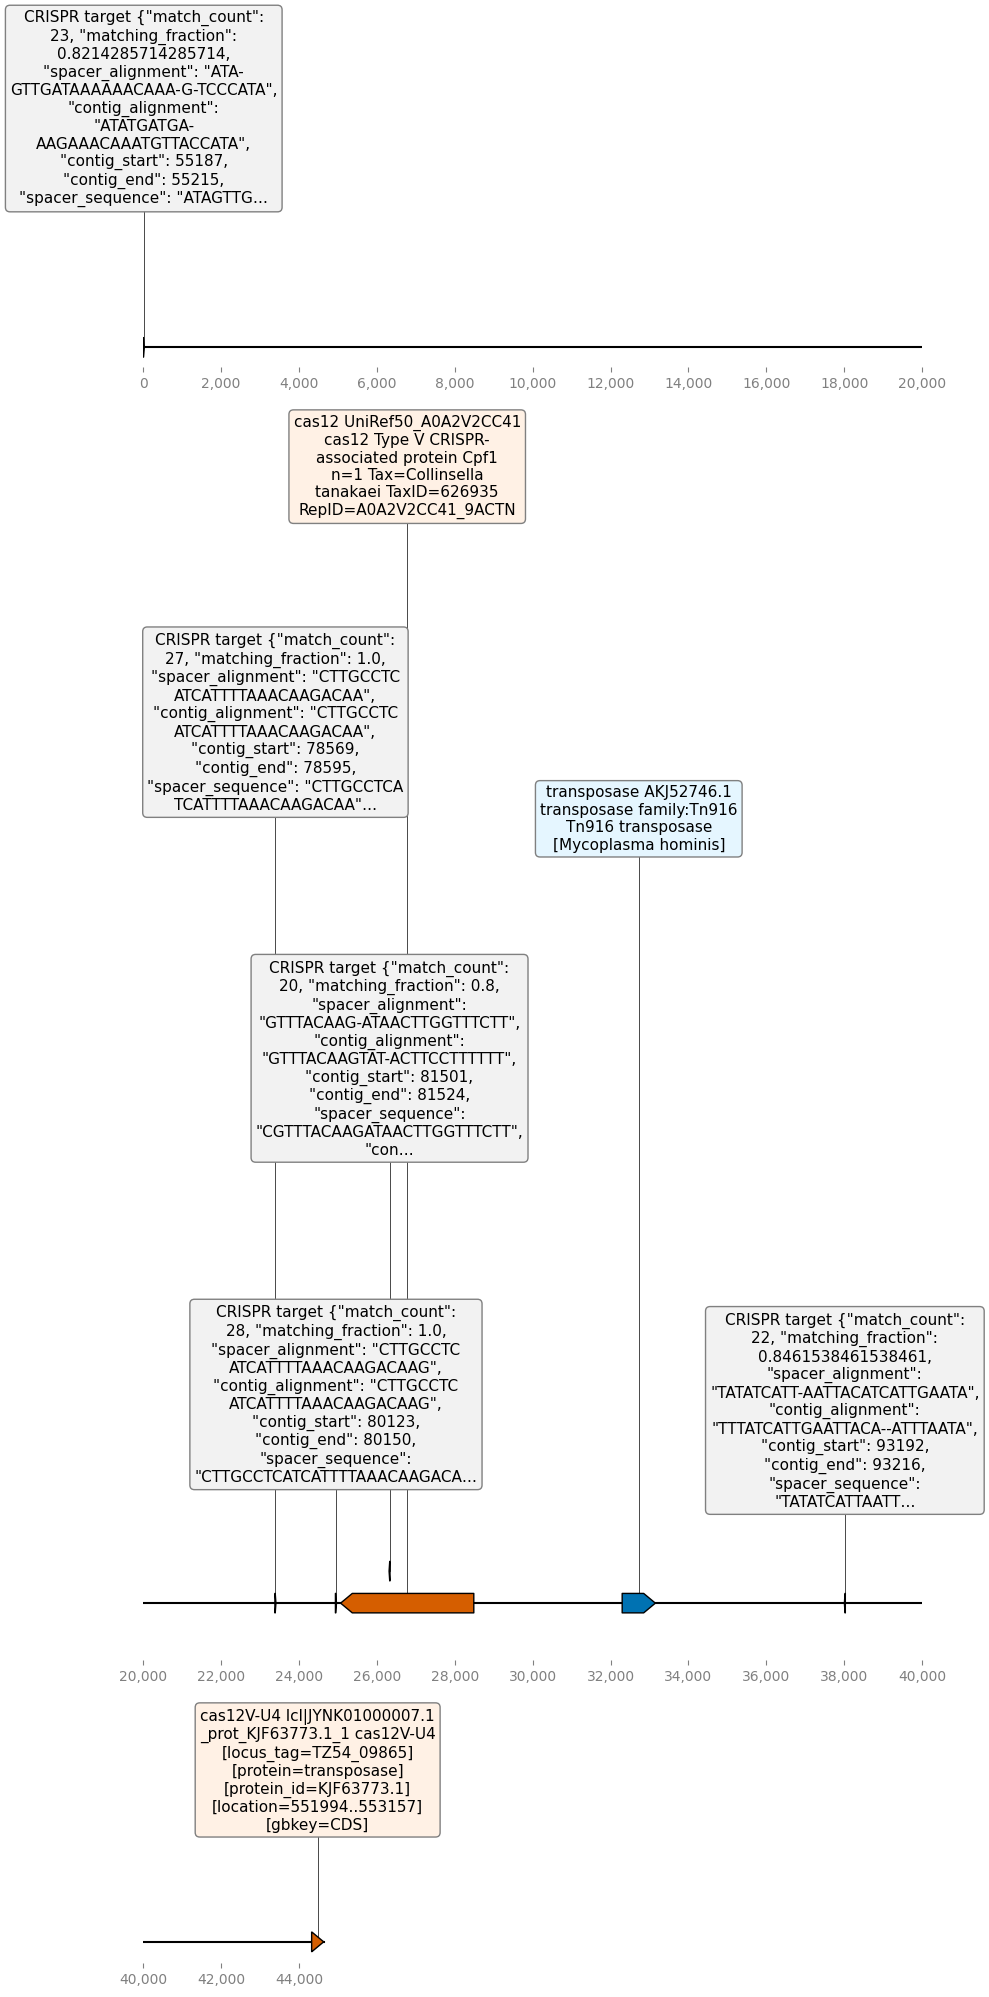 CRISPR target {"match_count":
23, "matching_fraction":
0.8214285714285714,
"spacer_alignment": "ATA-
GTTGATAAAAAACAAA-G-TCCCATA",
"contig_alignment":
"ATATGATGA-
AAGAAACAAATGTTACCATA",
"contig_start": 55187,
"contig_end": 55215,
"spacer_sequence": "ATAGTTG...
0 2,000 4,000 6,000 8,000 10,000 12,000 14,000 16,000 18,000 20,000
cas12 UniRef50_A0A2V2CC41
cas12 Type V CRISPR-
associated protein Cpf1
n=1 Tax=Collinsella
tanakaei TaxID=626935
RepID=A0A2V2CC41_9ACTN
CRISPR target {"match_count":
27, "matching_fraction": 1.0,
"spacer_alignment": "CTTGCCTC
ATCATTTTAAACAAGACAA",
"contig_alignment": "CTTGCCTC
ATCATTTTAAACAAGACAA",
"contig_start": 78569,
"contig_end": 78595,
"spacer_sequence": "CTTGCCTCA
TCATTTTAAACAAGACAA"...
transposase AKJ52746.1
transposase family:Tn916
Tn916 transposase
[Mycoplasma hominis]
CRISPR target {"match_count":
20, "matching_fraction": 0.8,
"spacer_alignment":
"GTTTACAAG-ATAACTTGGTTTCTT",
"contig_alignment":
"GTTTACAAGTAT-ACTTCCTTTTTT",
"contig_start": 81501,
"contig_end": 81524,
"spacer_sequence":
"CGTTTACAAGATAACTTGGTTTCTT",
"con...
CRISPR target {"match_count":
28, "matching_fraction": 1.0,
"spacer_alignment": "CTTGCCTC
ATCATTTTAAACAAGACAAG",
"contig_alignment": "CTTGCCTC
ATCATTTTAAACAAGACAAG",
"contig_start": 80123,
"contig_end": 80150,
"spacer_sequence":
"CTTGCCTCATCATTTTAAACAAGACA...
CRISPR target {"match_count":
22, "matching_fraction":
0.8461538461538461,
"spacer_alignment":
"TATATCATT-AATTACATCATTGAATA",
"contig_alignment":
"TTTATCATTGAATTACA--ATTTAATA",
"contig_start": 93192,
"contig_end": 93216,
"spacer_sequence":
"TATATCATTAATT...
20,000 22,000 24,000 26,000 28,000 30,000 32,000 34,000 36,000 38,000 40,000
cas12V-U4 lcl|JYNK01000007.1
_prot_KJF63773.1_1 cas12V-U4
[locus_tag=TZ54_09865]
[protein=transposase]
[protein_id=KJF63773.1]
[location=551994..553157]
[gbkey=CDS]
40,000 42,000 44,000